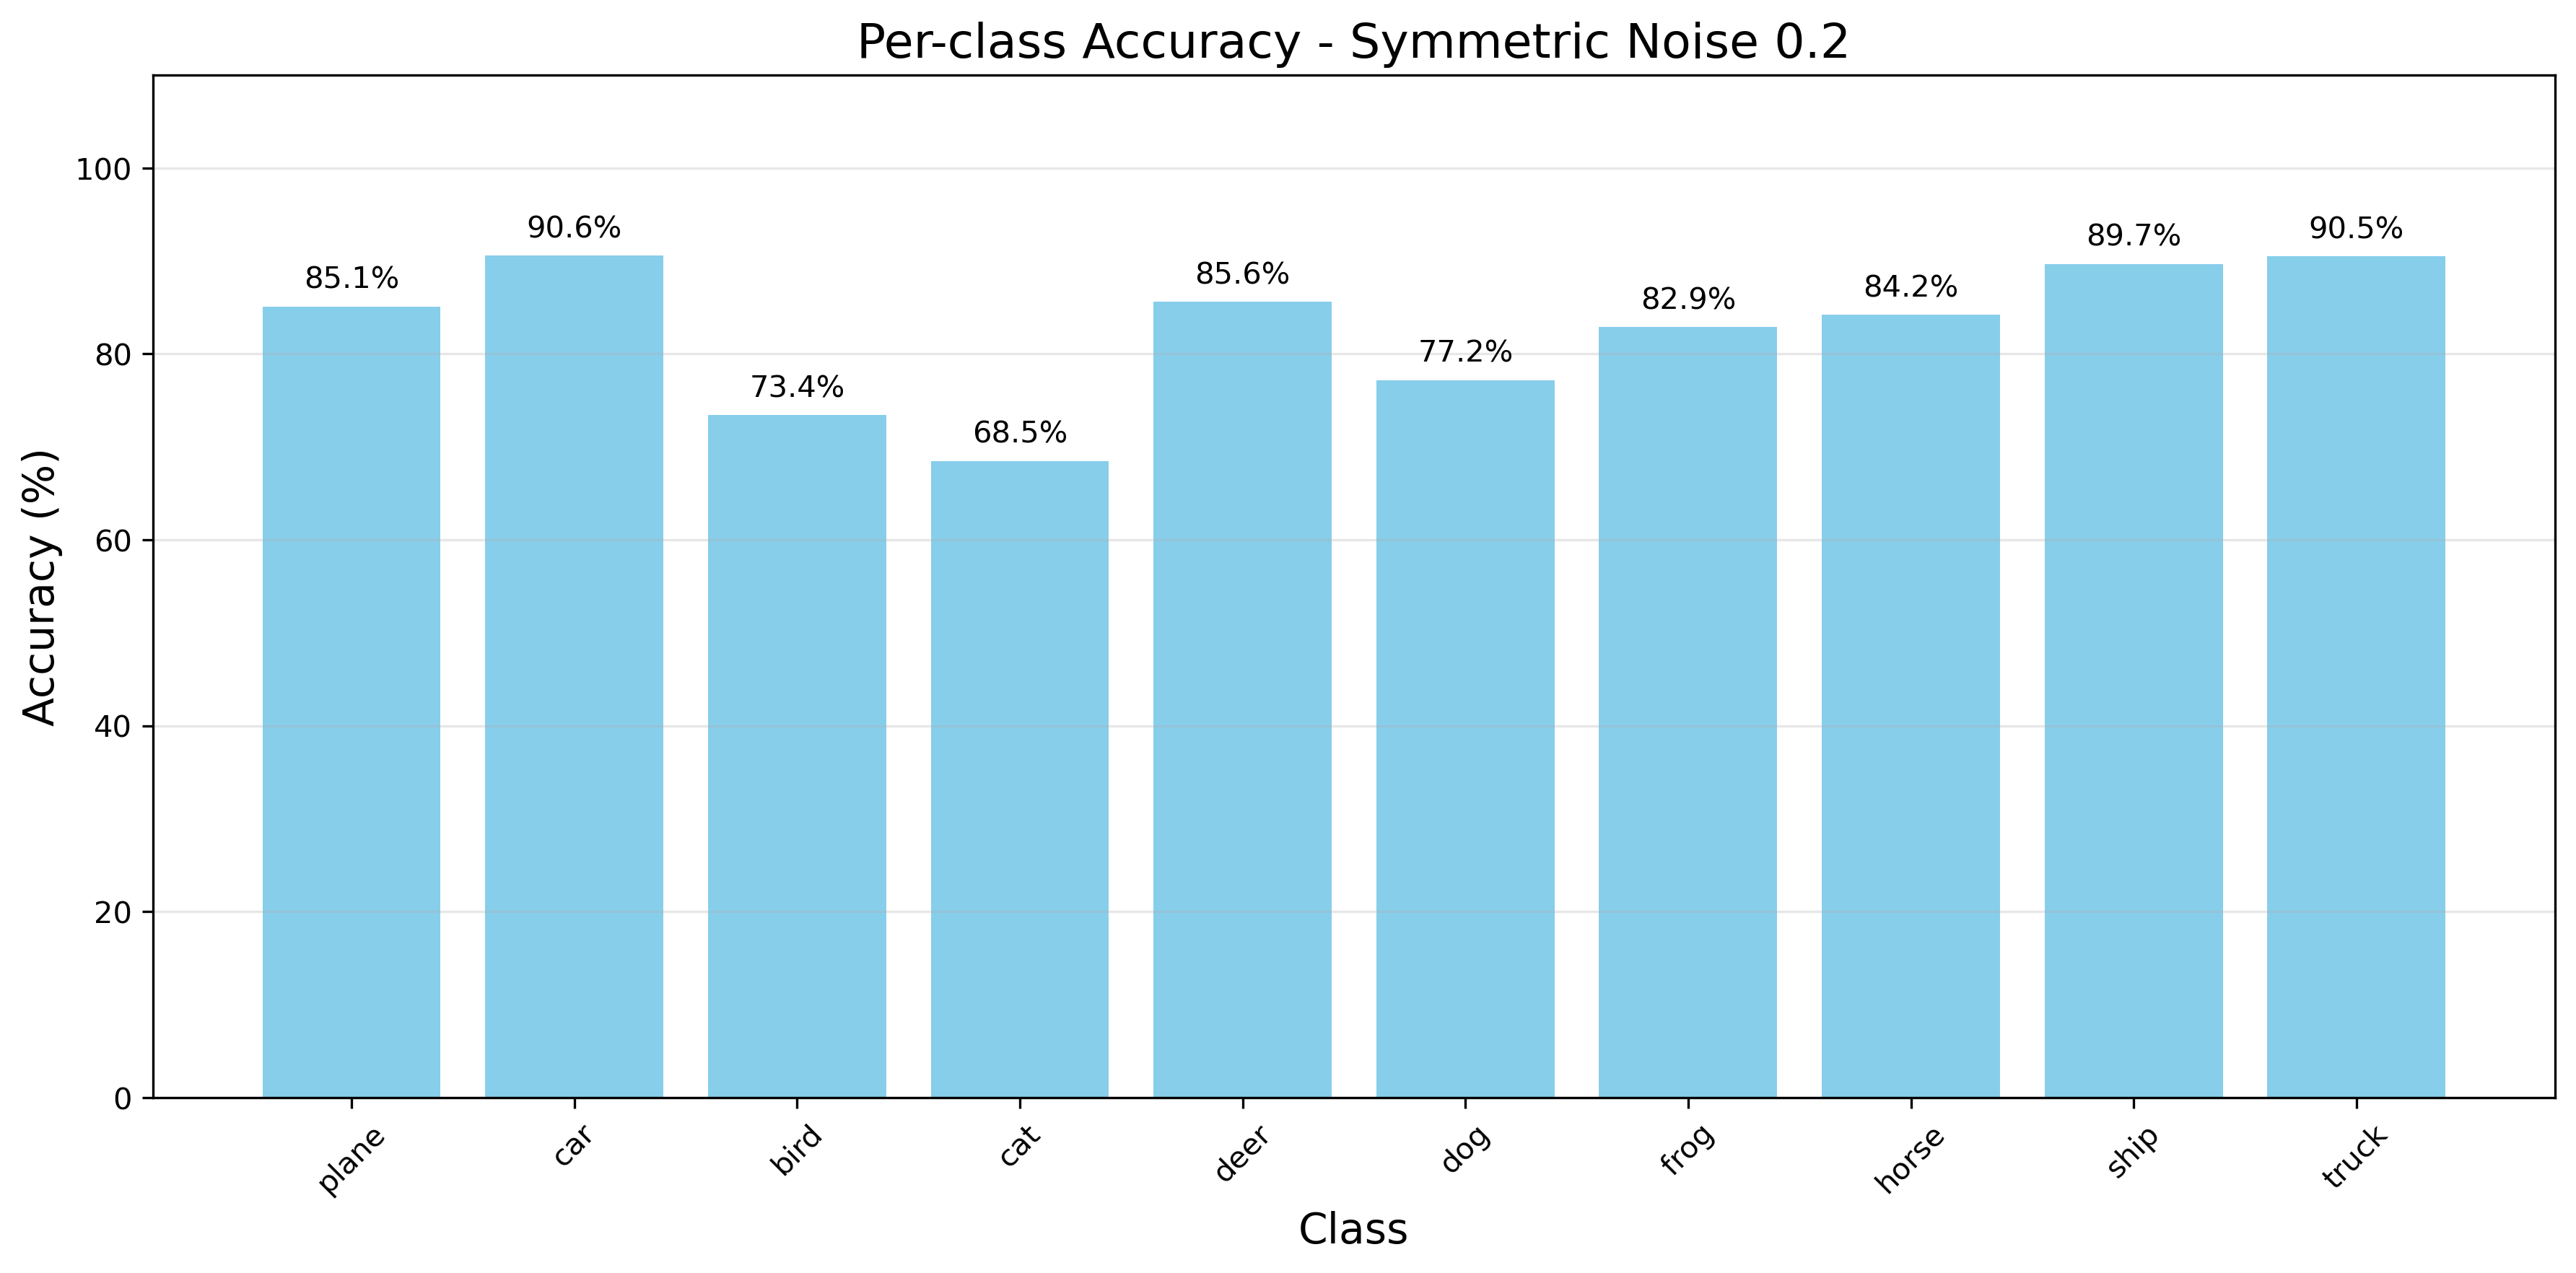 Per-class Accuracy - Symmetric Noise 0.2
Accuracy (%)
100
80
60
40
20
0
85.1%
90.6%
73.4%
68.5%
85.6%
77.2%
82.9%
84.2%
89.7%
90.5%
plane
car
bird
cat
deer
dog
frog
horse
ship
truck
Class